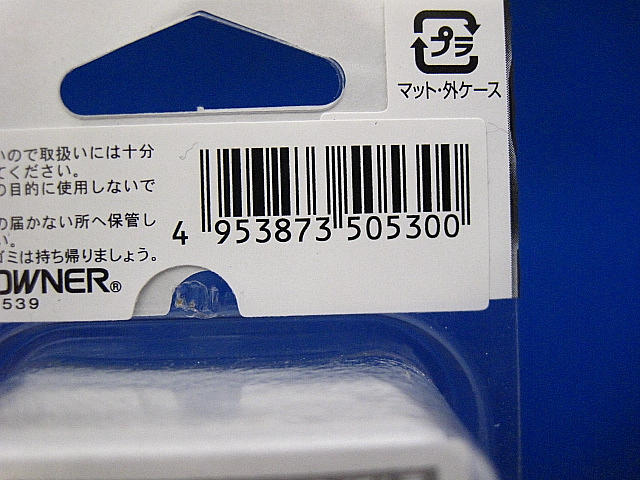 プラ
マット・外ケース
いので取扱いには十分
てください。
の目的に使用しないで
の届かない所へ保管し
い。
ゴミは持ち帰りましょう。
OWNER®
539
4 953873 505300